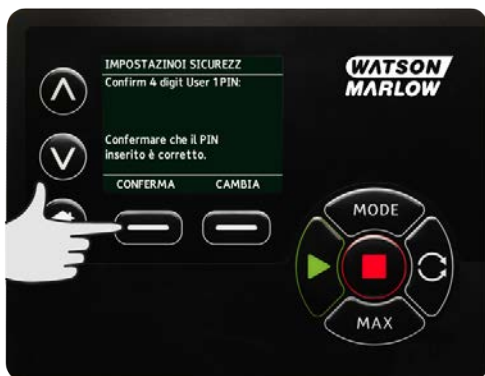 IMPOSTAZINOI SICUREZZ
Confirm 4 digit User 1 PIN:
Confermare che il PIN
inserito è corretto.
CONFERMA CAMBIA
WATSON
MARLOW
MODE
MAX